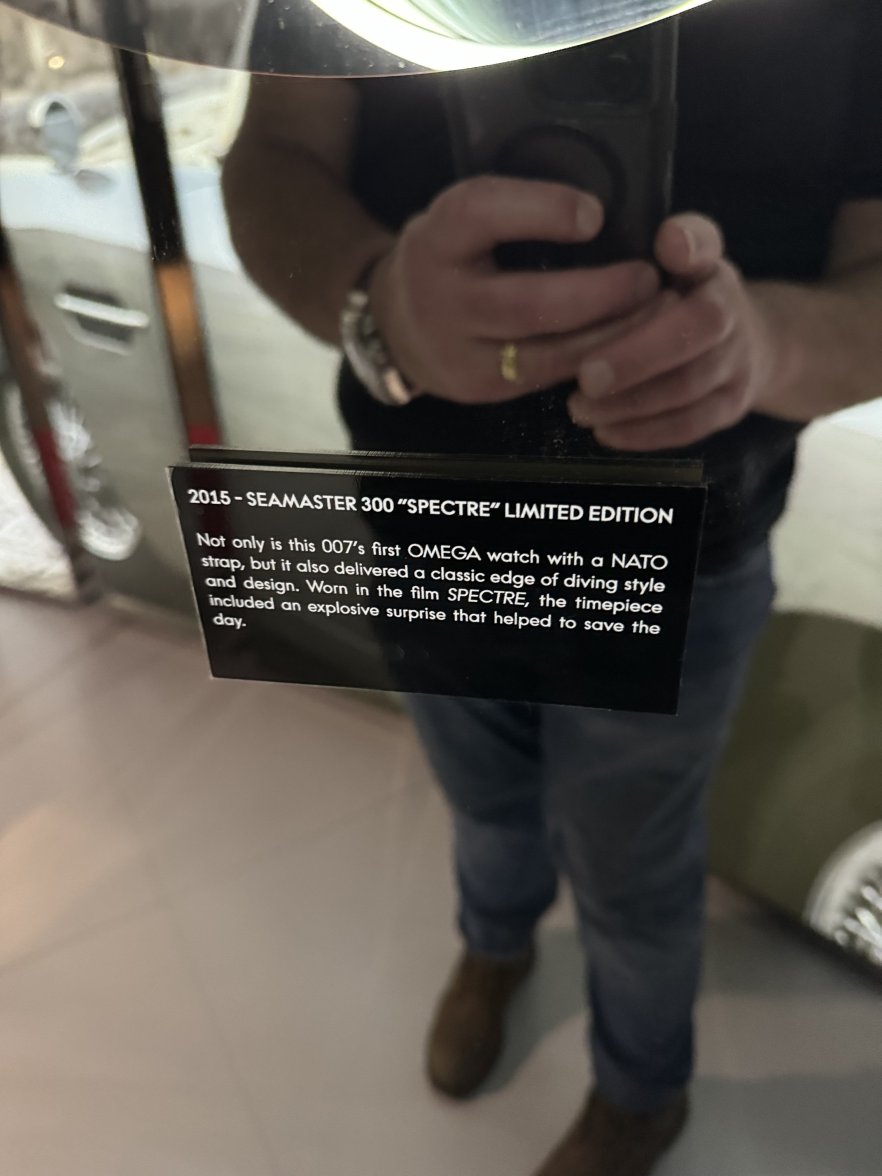 2015 - SEAMASTER 300 "SPECTRE" LIMITED EDITION
Not only is this 007's first OMEGA watch with a NATO
strap, but it also delivered a classic edge of diving style
and design. Worn in the film SPECTRE, the timepiece
included an explosive surprise that helped to save the
day.